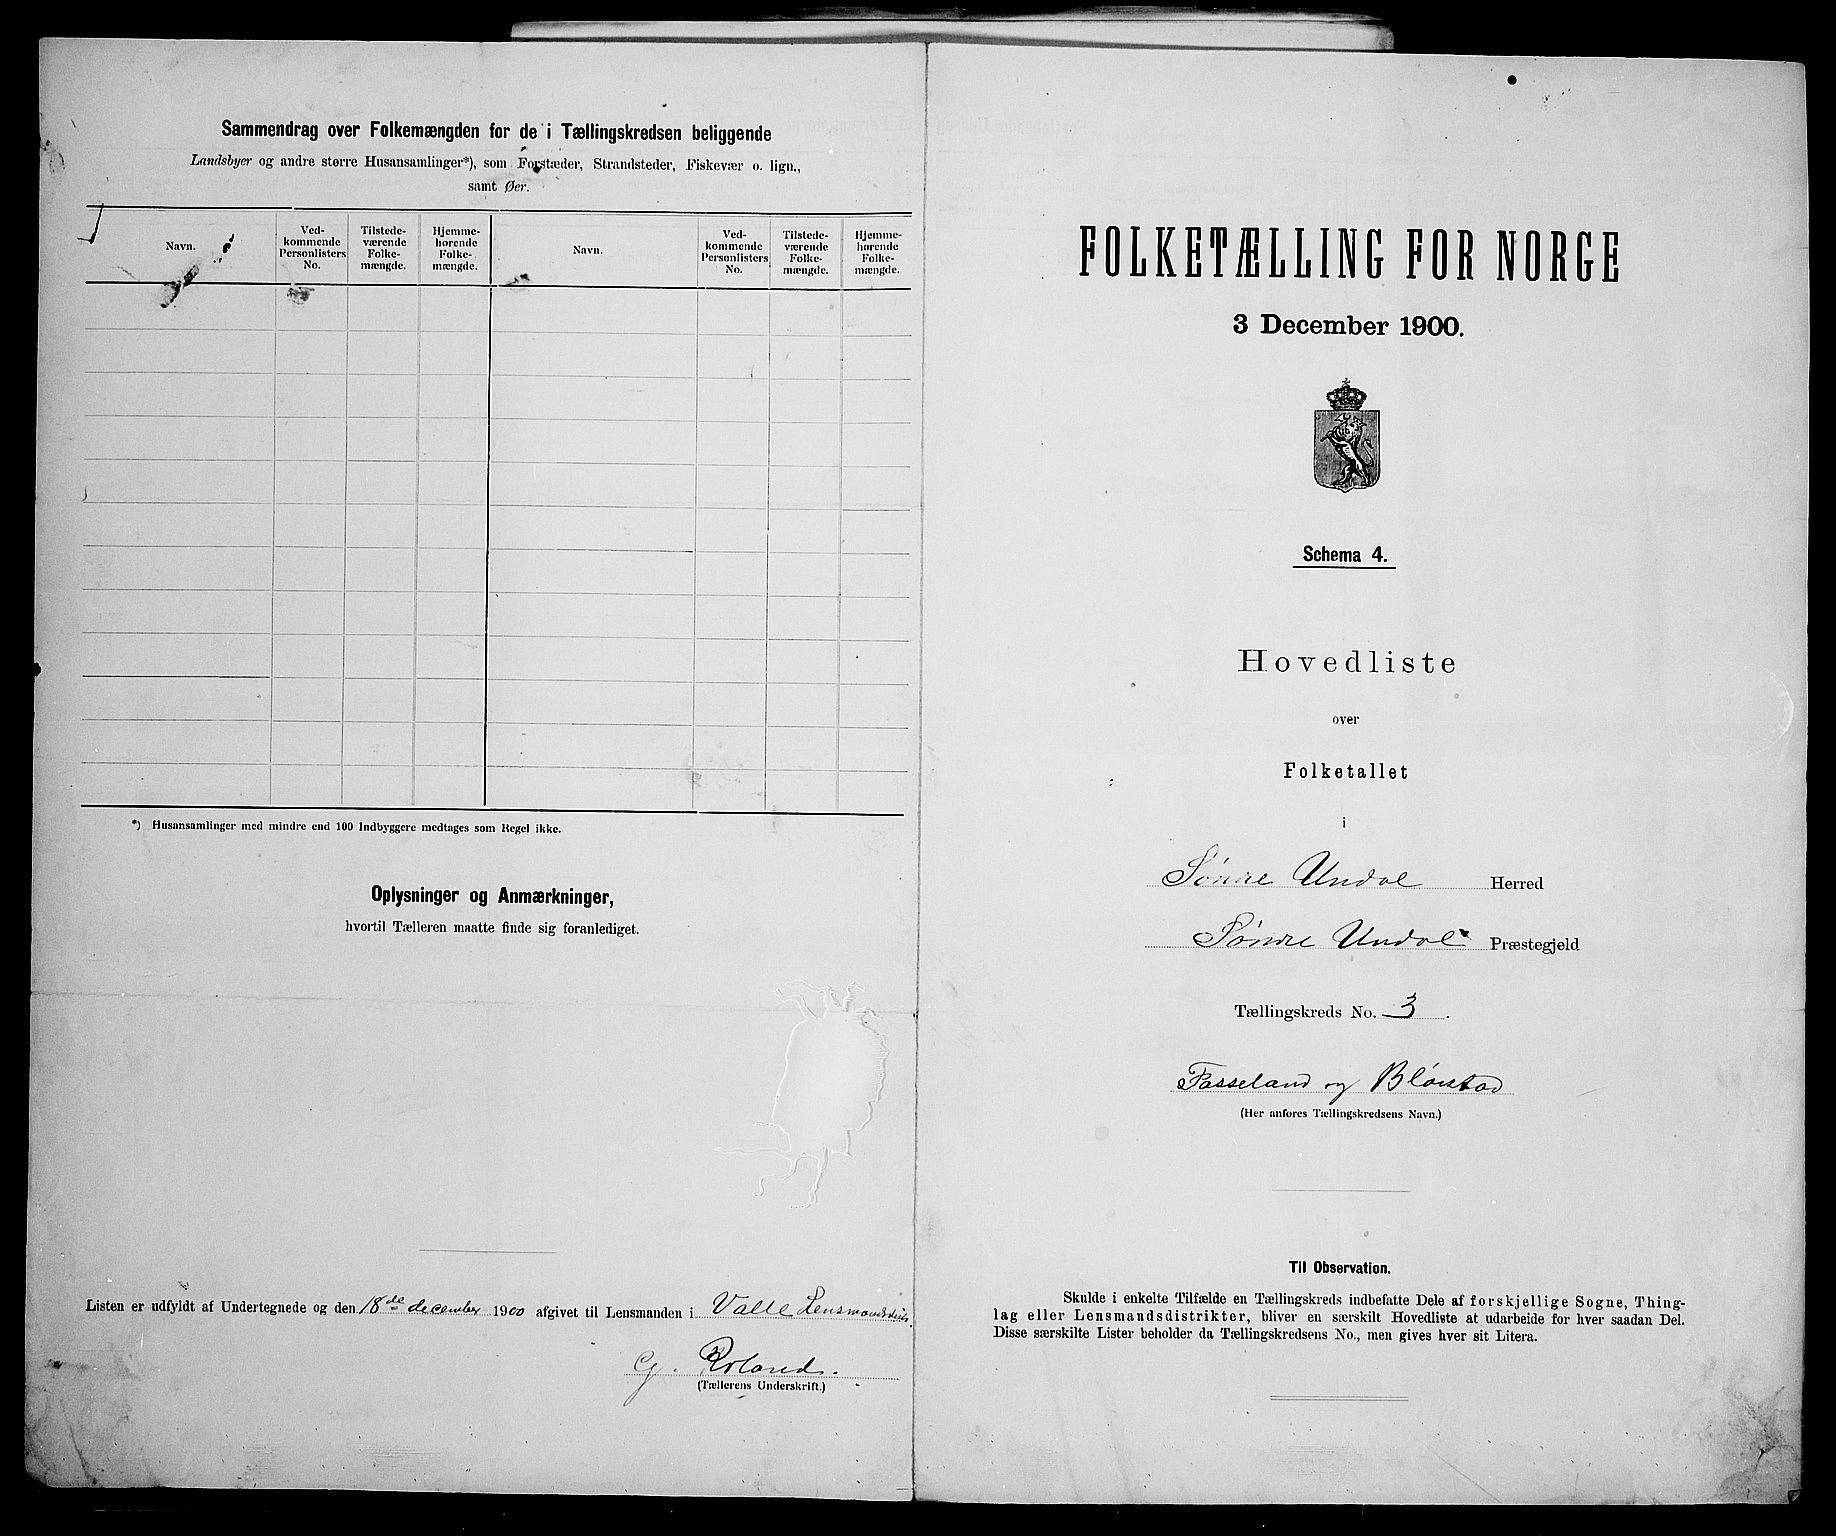 Sammendrag over Folkemængden for de i Tællingskredsen beliggende
Landsbyer og andre større Husansamlinger*), som Forstæder, Strandsteder, Fiskevær o. lign.,
samt Øer.
Navn.
Ved-
kommende
Personlisters
No.
Tilstede-
værende
Folke-
mængde.
Hjemme-
hørende
Folke-
mængde.
Navn.
Ved-
kommende
Personlisters
No.
Tilstede-
værende
Folke-
mængde.
Hjemme-
hørende
Folke-
mængde.
*) Husansamlinger med mindre end 100 Indbyggere medtages som Regel ikke.
Oplysninger og Anmærkninger,
hvortil Tælleren maatte finde sig foranlediget.
Listen er udfyldt af Undertegnede og den 18de december 1900 afgivet til Lensmanden i Valle
G. Roland.
(Tællerens Underskrift.)
FOLKETÆLLING FOR NORGE
3 December 1900.
Schema 4.
Hovedliste
over
Folketallet
i
Søndre Undal Herred
Søndre Undal Præstegjeld
Tællingskreds No. 3.
Fasseland og Blørstad
(Her anføres Tællingskredsens Navn.)
Til Observation.
Skulde i enkelte Tilfælde en Tællingskreds indbefatte Dele af forskjellige Sogne, Thing-
lag eller Lensmandsdistrikter, bliver en særskilt Hovedliste at udarbeide for hver saadan Del.
Disse særskilte Lister beholder da Tællingskredsens No., men gives hver sit Litera.